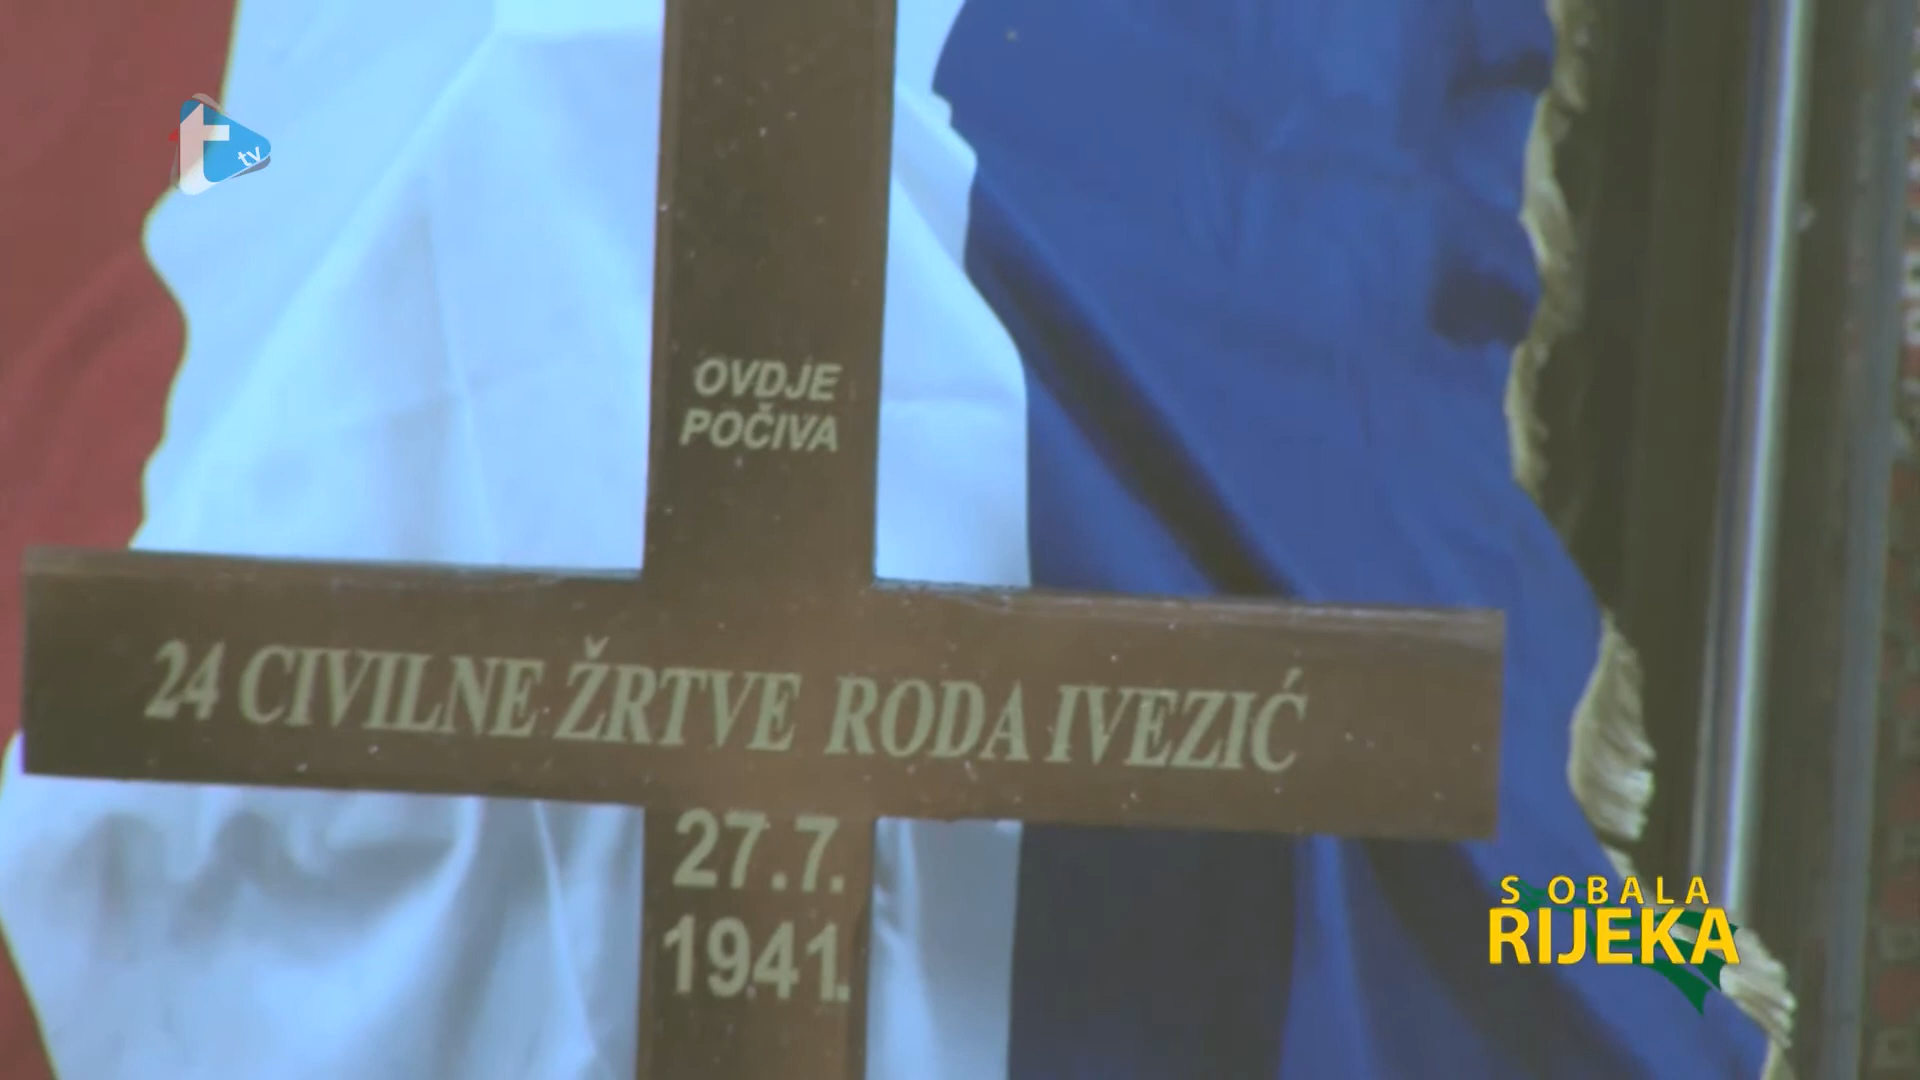 t
tv
OVDJE
POČIVA
24 CIVILNE ŽRTVE RODA IVEZIĆ
27.7.
1941.
S OBALA
RIJEKA